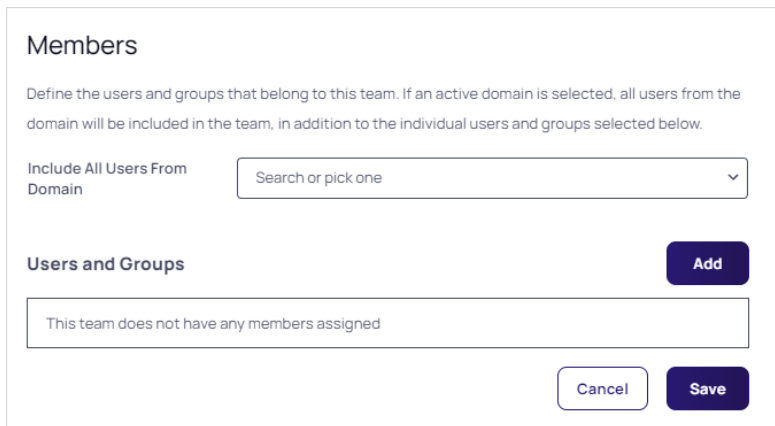 Members
Define the users and groups that belong to this team. If an active domain is selected, all users from the
domain will be included in the team, in addition to the individual users and groups selected below.
Include All Users From
Domain
Search or pick one
Users and Groups
Add
This team does not have any members assigned
Cancel
Save